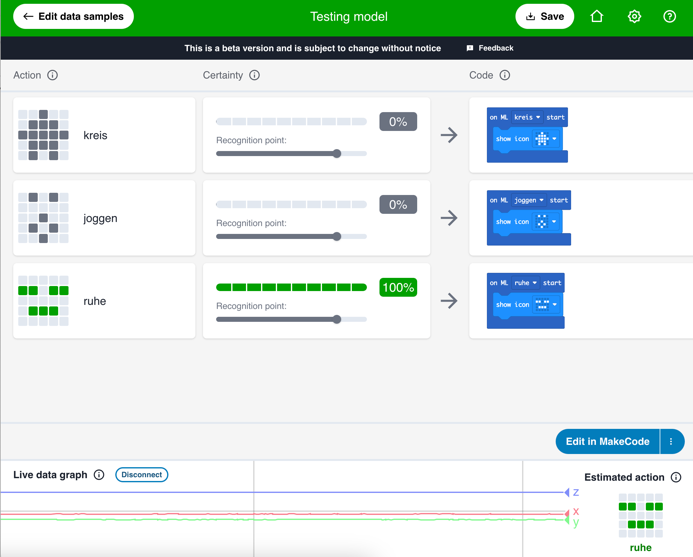 Edit data samples
Testing model
Save
This is a beta version and is subject to change without notice
Feedback
Action
Certainty
Code
kreis
0%
Recognition point:
on ML kreis start
show icon
joggen
0%
Recognition point:
on ML joggen start
show icon
ruhe
100%
Recognition point:
on ML ruhe start
show icon
Edit in MakeCode
Live data graph
Disconnect
Estimated action
z
x
y
ruhe